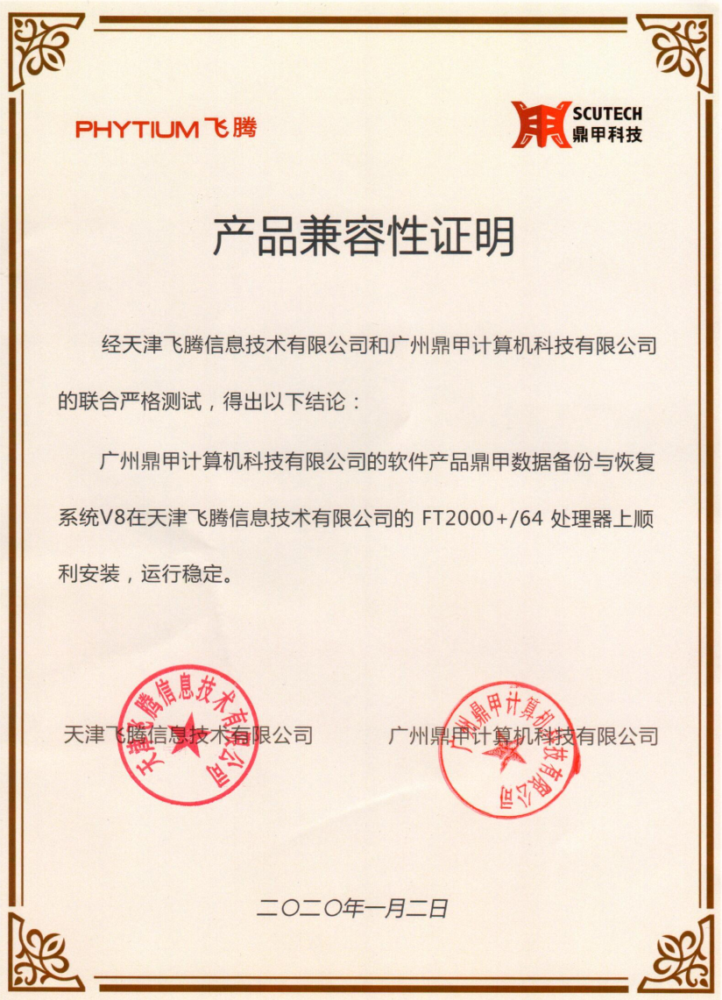 PHYTIUM飞腾
SCUTECH
鼎甲科技
产品兼容性证明
经天津飞腾信息技术有限公司和广州鼎甲计算机科技有限公司
的联合严格测试，得出以下结论：
广州鼎甲计算机科技有限公司的软件产品鼎甲数据备份与恢复
系统V8在天津飞腾信息技术有限公司的 FT2000+/64 处理器上顺
利安装，运行稳定。
天津飞腾信息技术有限公司
广州鼎甲计算机科技有限公司
天津飞腾信息技术有限公司
广州鼎甲计算机科技有限公司
二〇二〇年一月二日